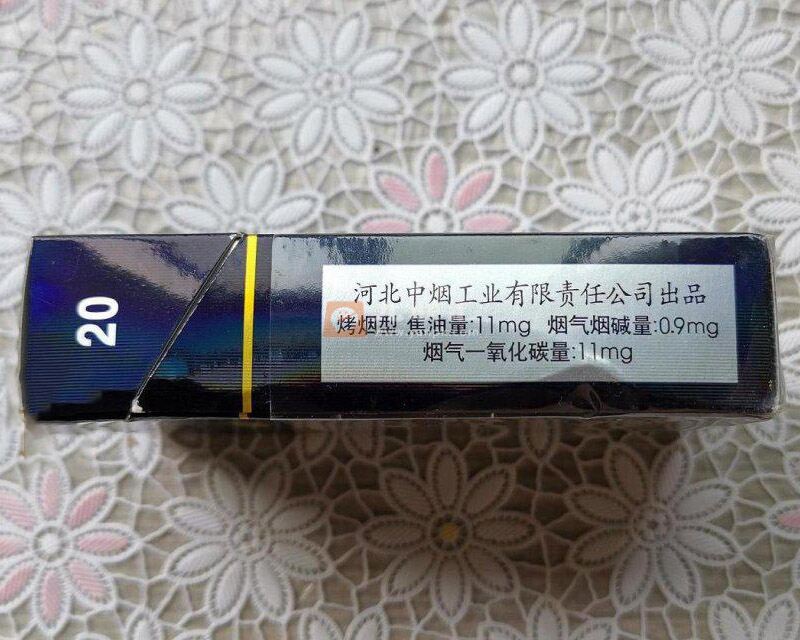 20
河北中烟工业有限责任公司出品
烤烟型 焦油量:11mg 烟气烟碱量:0.9mg
烟气一氧化碳量:11mg